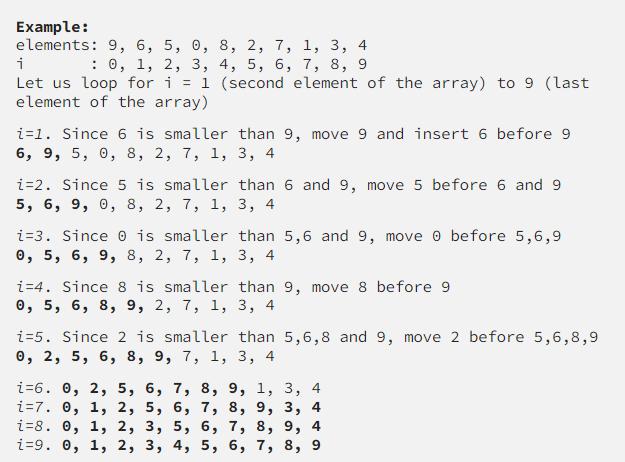 Example:
elements: 9, 6, 5, 0, 8, 2, 7, 1, 3, 4
i       : 0, 1, 2, 3, 4, 5, 6, 7, 8, 9
Let us loop for i = 1 (second element of the array) to 9 (last
element of the array)
i=1. Since 6 is smaller than 9, move 9 and insert 6 before 9
6, 9, 5, 0, 8, 2, 7, 1, 3, 4
i=2. Since 5 is smaller than 6 and 9, move 5 before 6 and 9
5, 6, 9, 0, 8, 2, 7, 1, 3, 4
i=3. Since 0 is smaller than 5,6 and 9, move 0 before 5,6,9
0, 5, 6, 9, 8, 2, 7, 1, 3, 4
i=4. Since 8 is smaller than 9, move 8 before 9
0, 5, 6, 8, 9, 2, 7, 1, 3, 4
i=5. Since 2 is smaller than 5,6,8 and 9, move 2 before 5,6,8,9
0, 2, 5, 6, 8, 9, 7, 1, 3, 4
i=6. 0, 2, 5, 6, 7, 8, 9, 1, 3, 4
i=7. 0, 1, 2, 5, 6, 7, 8, 9, 3, 4
i=8. 0, 1, 2, 3, 5, 6, 7, 8, 9, 4
i=9. 0, 1, 2, 3, 4, 5, 6, 7, 8, 9